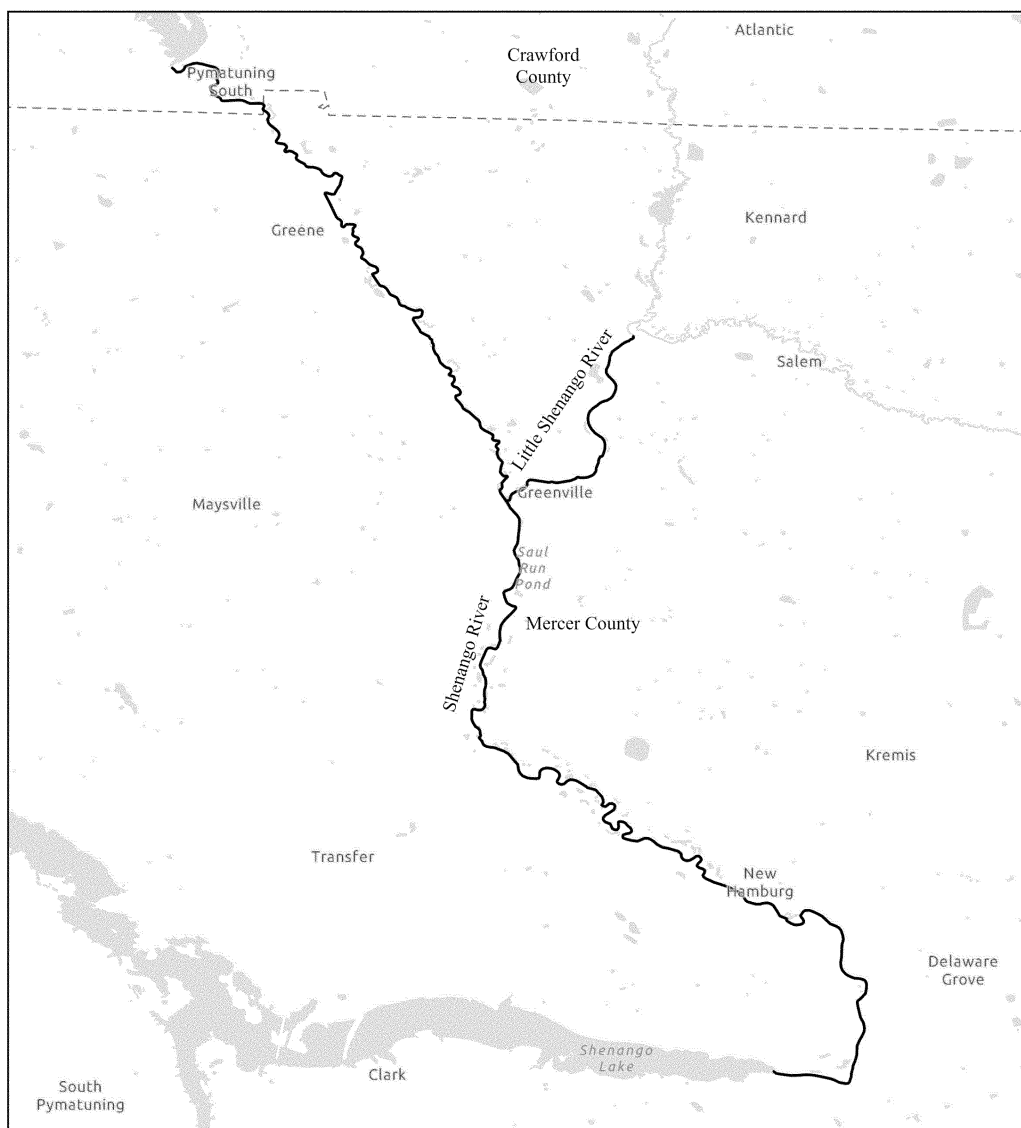 Atlantic
Crawford
County
Pymatuning
South
Kennard
Greene
Little Shenango River
Salem
Greenville
Maysville
Saul
Run
Pond
Shenango River
Mercer County
Kremis
Transfer
New
Hamburg
Delaware
Grove
Shenango
Lake
Clark
South
Pymatuning